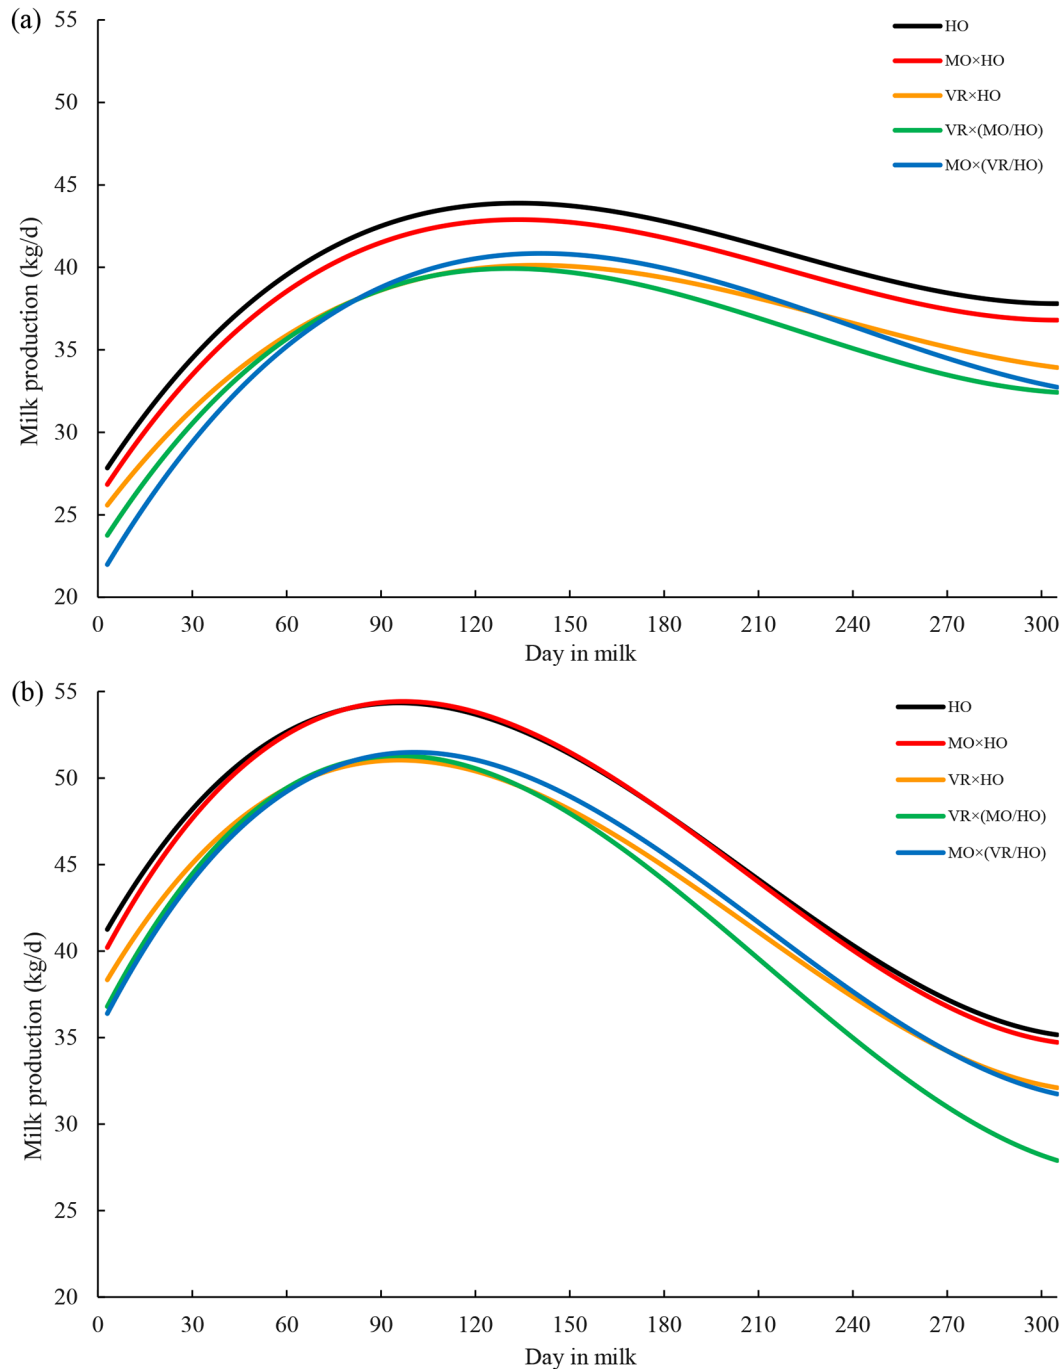 (a)
55
50
45
40
35
30
25
20
Milk production (kg/d)
HO
MO×HO
VR×HO
VR×(MO/HO)
MO×(VR/HO)
0 30 60 90 120 150 180 210 240 270 300
Day in milk
(b)
55
50
45
40
35
30
25
20
Milk production (kg/d)
HO
MO×HO
VR×HO
VR×(MO/HO)
MO×(VR/HO)
0 30 60 90 120 150 180 210 240 270 300
Day in milk